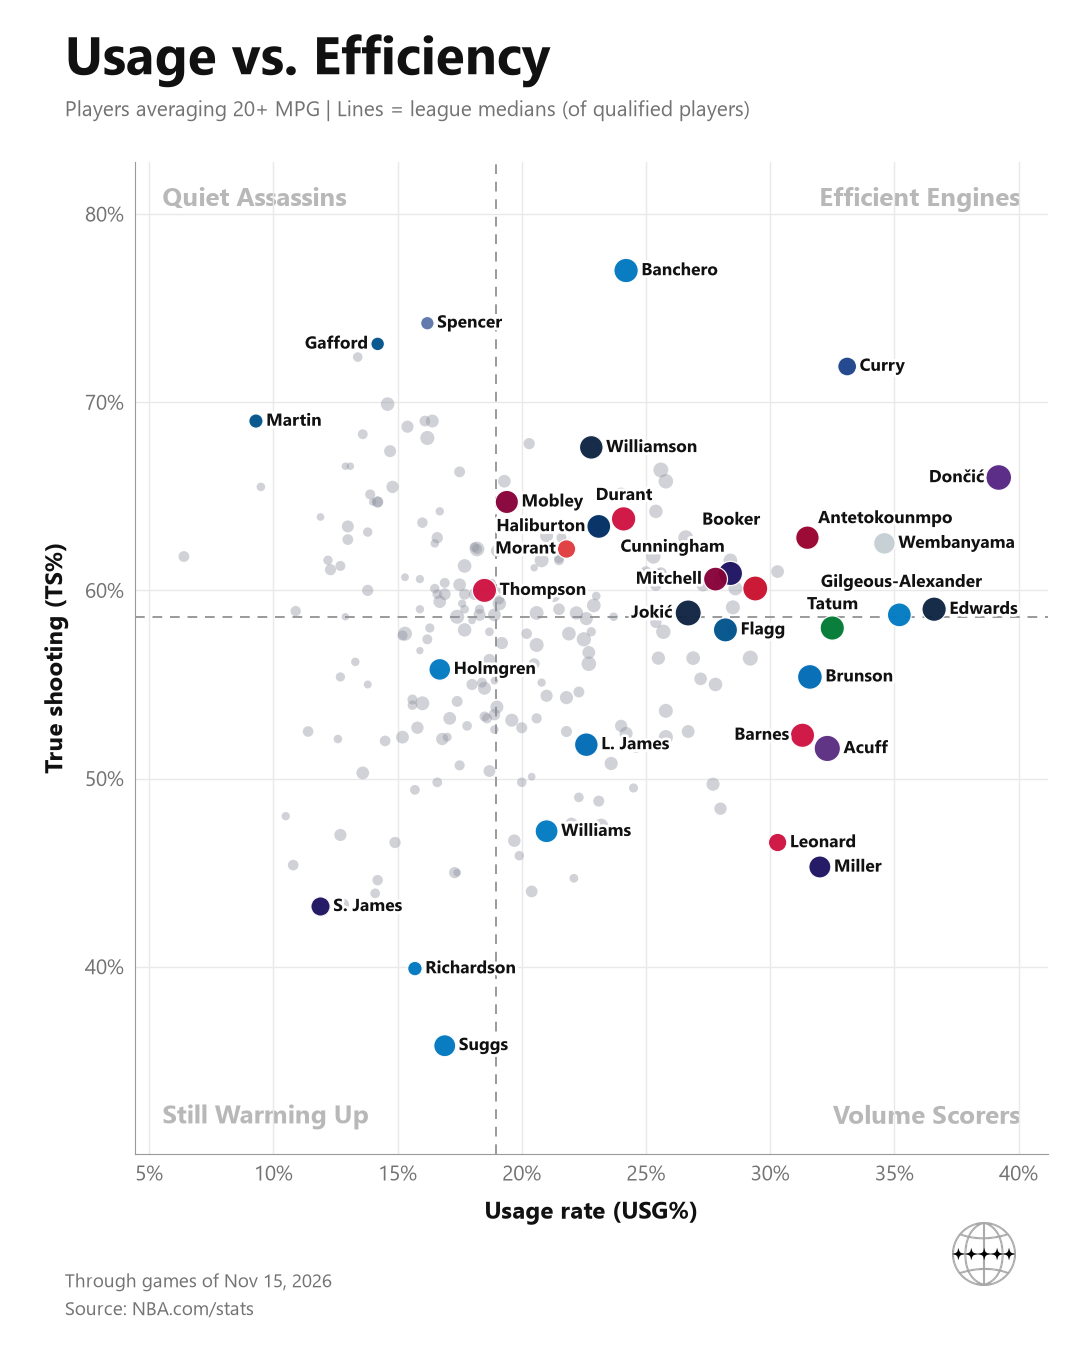 Usage vs. Efficiency
Players averaging 20+ MPG | Lines = league medians (of qualified players)
Quiet Assassins
Efficient Engines
80%
Banchero
Spencer
Gafford
Curry
70%
Martin
Williamson
Dončić
Mobley
Durant
Haliburton
Booker
Antetokounmpo
Morant
Cunningham
Wembanyama
60%
Thompson
Mitchell
Gilgeous-Alexander
Jokić
Tatum
Edwards
Flagg
Holmgren
Brunson
L. James
Barnes
Acuff
50%
Williams
Leonard
Miller
S. James
40%
Richardson
Suggs
Still Warming Up
Volume Scorers
True shooting (TS%)
5%
10%
15%
20%
25%
30%
35%
40%
Usage rate (USG%)
Through games of Nov 15, 2026
Source: NBA.com/stats